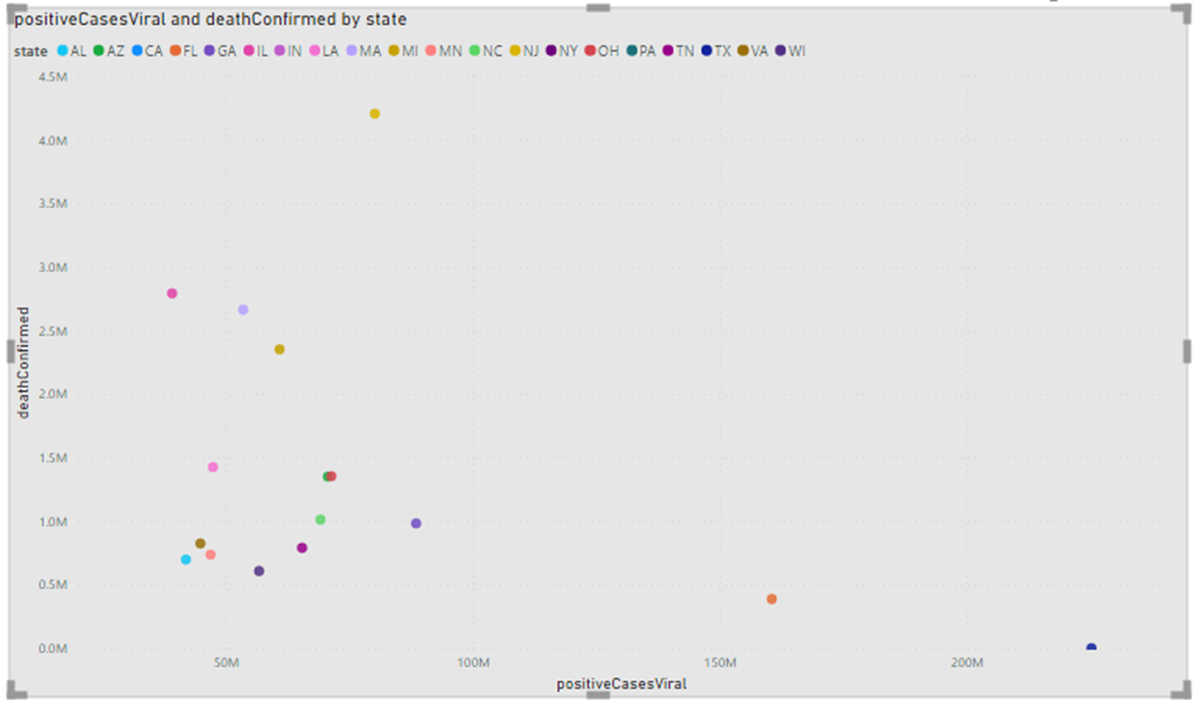 positiveCasesViral and deathConfirmed by state
state AL AZ CA FL GA IL IN LA MA MI MN NC NJ NY OH PA TN TX VA WI
4.5M
4.0M
3.5M
3.0M
2.5M
2.0M
1.5M
1.0M
0.5M
0.0M
deathConfirmed
50M 100M 150M 200M
positiveCasesViral